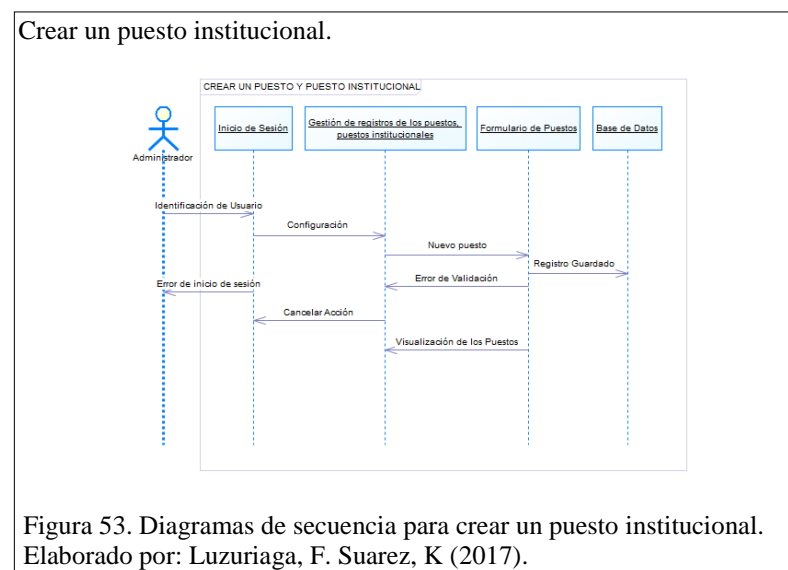 Crear un puesto institucional.
CREAR UN PUESTO Y PUESTO INSTITUCIONAL
Inicio de Sesión
Gestión de registros de los puestos,
puestos institucionales
Formulario de Puestos
Base de Datos
Administrador
Identificación de Usuario
Configuración
Nuevo puesto
Registro Guardado
Error de Validación
Error de inicio de sesión
Cancelar Acción
Visualización de los Puestos
Figura 53. Diagramas de secuencia para crear un puesto institucional.
Elaborado por: Luzuriaga, F. Suarez, K (2017).